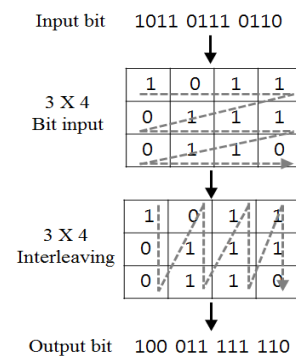 Input bit 1011 0111 0110
3 X 4
Bit input
1 0 1 1
0 1 1 1
0 1 1 0
3 X 4
Interleaving
1 0 1 1
0 1 1 1
0 1 1 0
Output bit 100 011 111 110